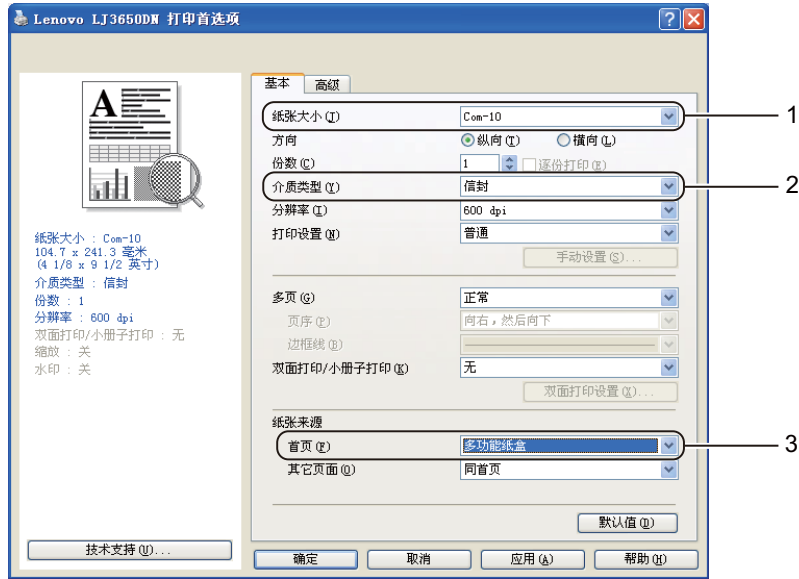 Lenovo LJ3650DN 打印首选项
基本 高级
纸张大小(J) Com-10 1
方向 纵向(T) 横向(L)
份数(C) 1 逐份打印(E)
介质类型(Y) 信封 2
分辨率(I) 600 dpi
打印设置(N) 普通
手动设置(S)...
多页(G) 正常
页序(P) 向右，然后向下
边框线(B)
双面打印/小册子打印(K) 无
双面打印设置(X)...
纸张来源
首页(F) 多功能纸盒 3
其它页面(O) 同首页
默认值(D)
A
纸张大小 : Com-10
104.7 x 241.3 毫米
(4 1/8 x 9 1/2 英寸)
介质类型 : 信封
份数 : 1
分辨率 : 600 dpi
双面打印/小册子打印 : 无
缩放 : 关
水印 : 关
技术支持(U)...
确定 取消 应用(A) 帮助(H)